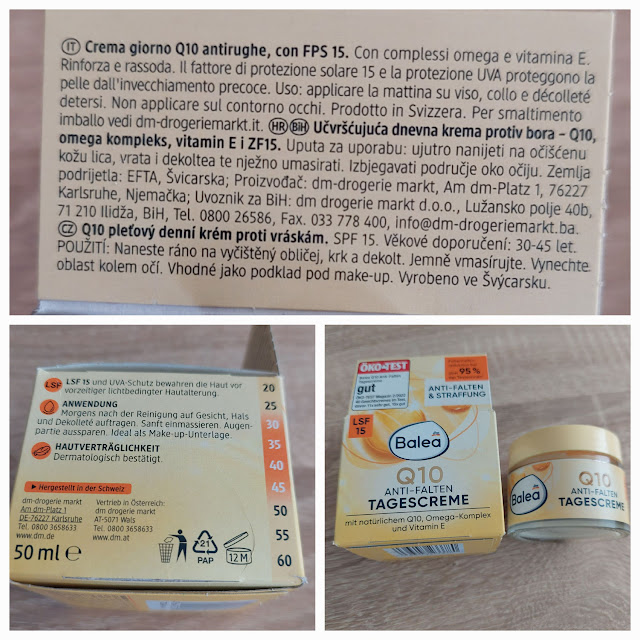 IT Crema giorno Q10 antirughe, con FPS 15. Con complessi omega e vitamina E.
Rinforza e rassoda. Il fattore di protezione solare 15 e la protezione UVA proteggono la
pelle dall'invecchiamento precoce. Uso: applicare la mattina su viso, collo e décolleté
detersi. Non applicare sul contorno occhi. Prodotto in Svizzera. Per smaltimento
imballo vedi dm-drogeriemarkt.it. HR BIH Učvršćujuća dnevna krema protiv bora – Q10,
omega kompleks, vitamin E i ZF15. Uputa za uporabu: ujutro nanijeti na očišćenu
kožu lica, vrata i dekoltea te nježno umasirati. Izbjegavati područje oko očiju. Zemlja
podrijetla: EFTA, Švicarska; Proizvođač: dm-drogerie markt, Am dm-Platz 1, 76227
Karlsruhe, Njemačka; Uvoznik za BiH: dm drogerie markt d.o.o., Lužansko polje 40b,
71 210 Ilidža, BiH, Tel. 0800 26586, Fax. 033 778 400, info@dm-drogeriemarkt.ba.
CZ Q10 pleťový denní krém proti vráskám. SPF 15. Věkové doporučení: 30-45 let.
POUŽITÍ: Naneste ráno na vyčištěný obličej, krk a dekolt. Jemně vmasírujte. Vynechte
oblast kolem očí. Vhodné jako podklad pod make-up. Vyrobeno ve Švýcarsku.
LSF LSF 15 und UVA-Schutz bewahren die Haut vor
vorzeitiger lichtbedingter Hautalterung.
ANWENDUNG
Morgens nach der Reinigung auf Gesicht, Hals
und Dekolleté auftragen. Sanft einmassieren. Augen-
partie aussparen. Ideal als Make-up-Unterlage.
HAUTVERTRÄGLICHKEIT
Dermatologisch bestätigt.
Hergestellt in der Schweiz
dm-drogerie markt
Am dm-Platz 1
DE-76227 Karlsruhe
Tel. 0800 3658633
www.dm.de
Vertrieb in Österreich:
dm drogerie markt
AT-5071 Wals
Tel. 0800 3658633
www.dm.at
50 ml e
21
PAP
12 M
20
25
30
35
40
45
50
55
60
ÖKO-TEST
gut
95 %
ANTI-FALTEN
& STRAFFUNG
LSF
15
Balea
Q10
ANTI-FALTEN
TAGESCREME
mit natürlichem Q10, Omega-Komplex
und Vitamin E
Balea
Q10
ANTI-FALTEN
TAGESCREME